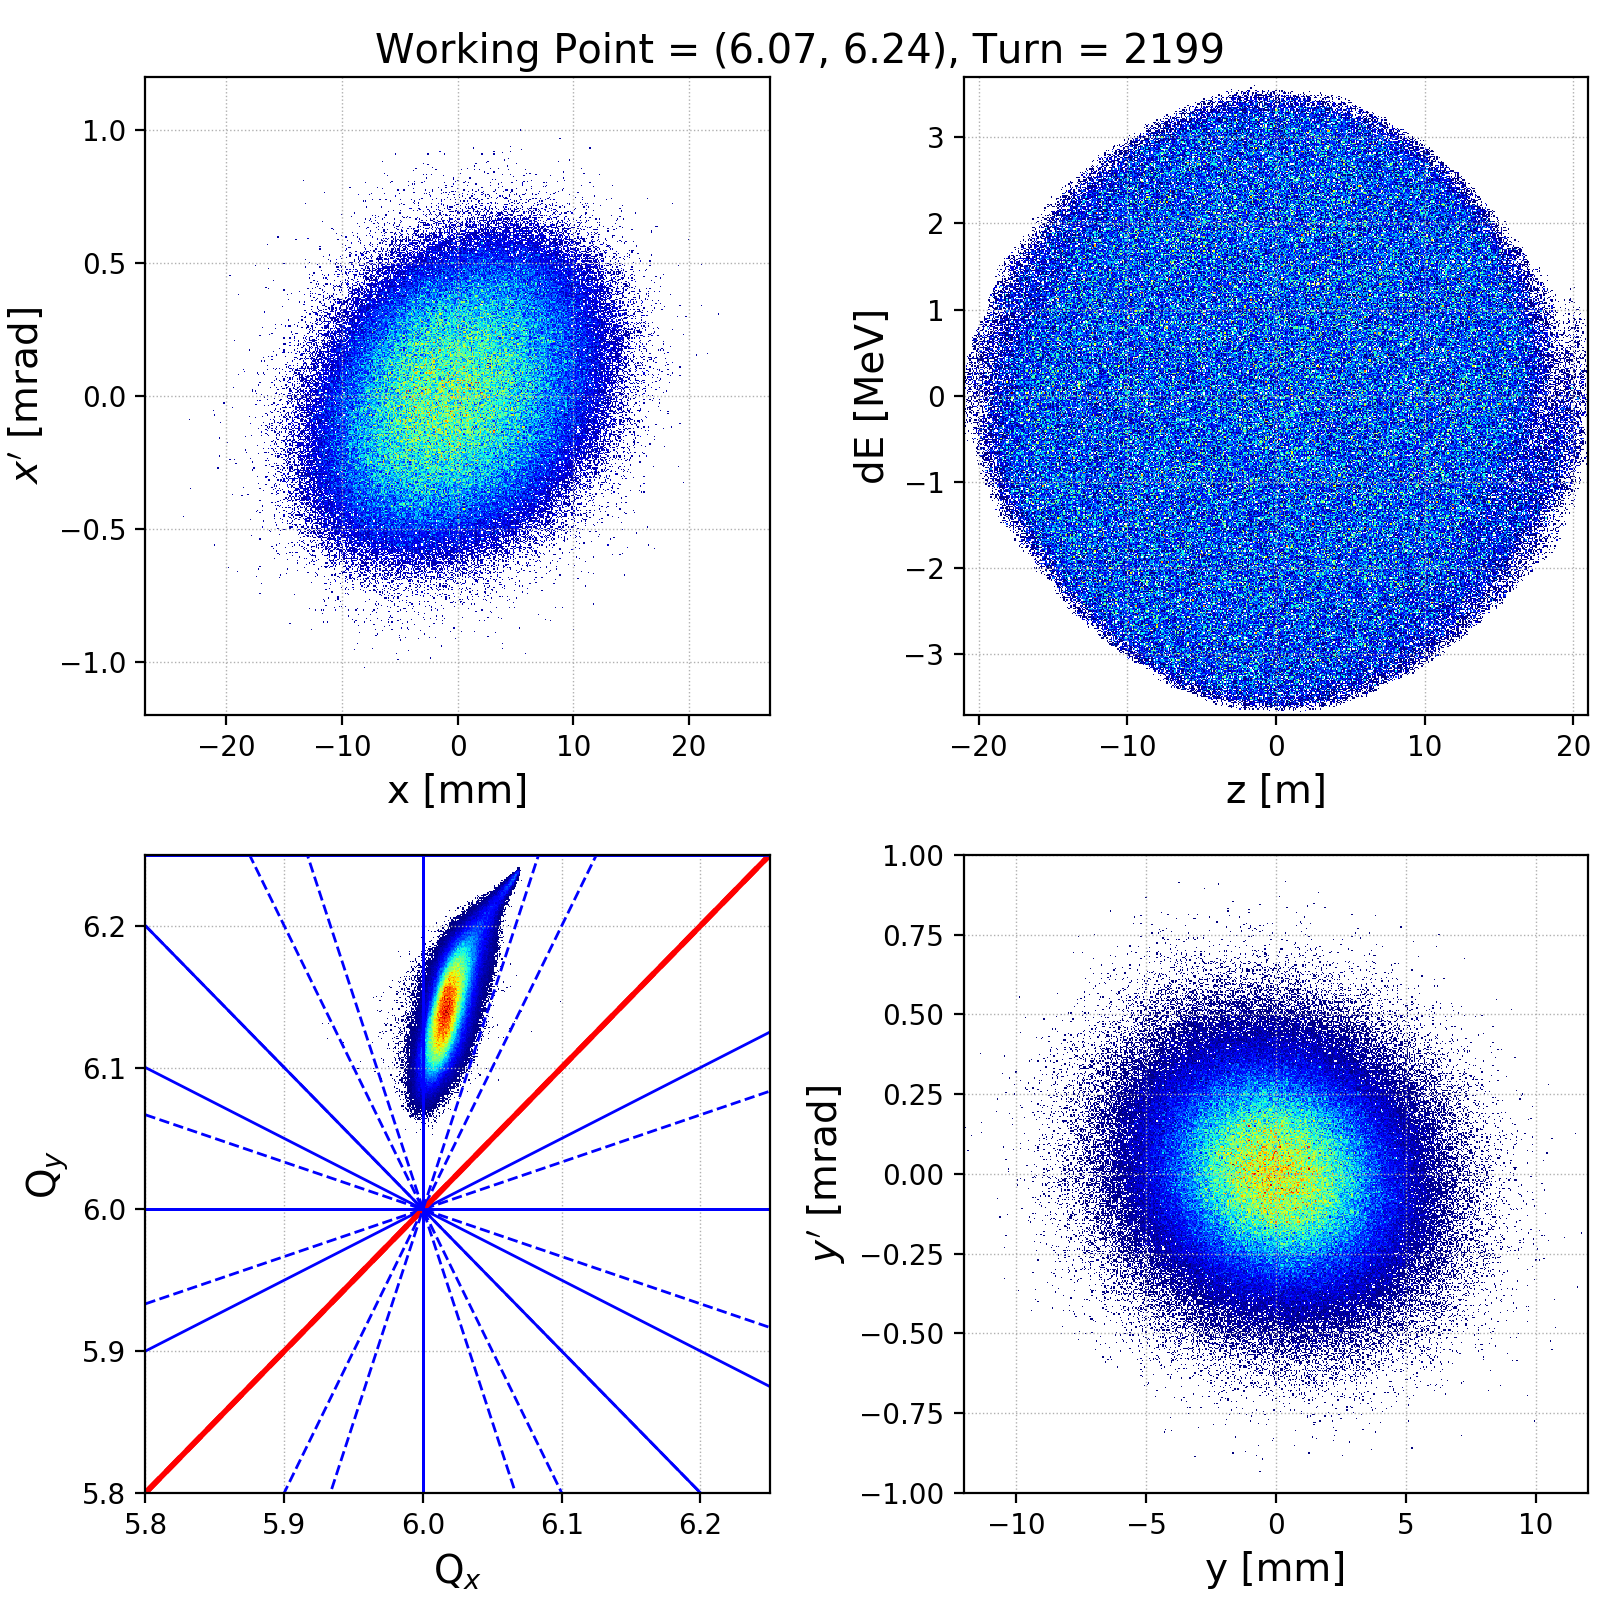 Working Point = (6.07, 6.24), Turn = 2199
1.0
0.5
0.0
−0.5
−1.0
x′ [mrad]
−20 −10 0 10 20
x [mm]
3
2
1
0
−1
−2
−3
dE [MeV]
−20 −10 0 10 20
z [m]
6.2
6.1
6.0
5.9
5.8
Qy
5.8 5.9 6.0 6.1 6.2
Qx
1.00
0.75
0.50
0.25
0.00
−0.25
−0.50
−0.75
−1.00
y′ [mrad]
−10 −5 0 5 10
y [mm]